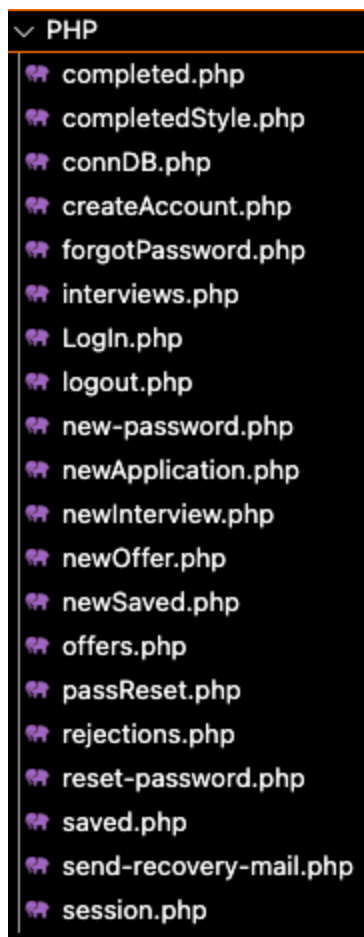 PHP
completed.php
completedStyle.php
connDB.php
createAccount.php
forgotPassword.php
interviews.php
LogIn.php
logout.php
new-password.php
newApplication.php
newInterview.php
newOffer.php
newSaved.php
offers.php
passReset.php
rejections.php
reset-password.php
saved.php
send-recovery-mail.php
session.php